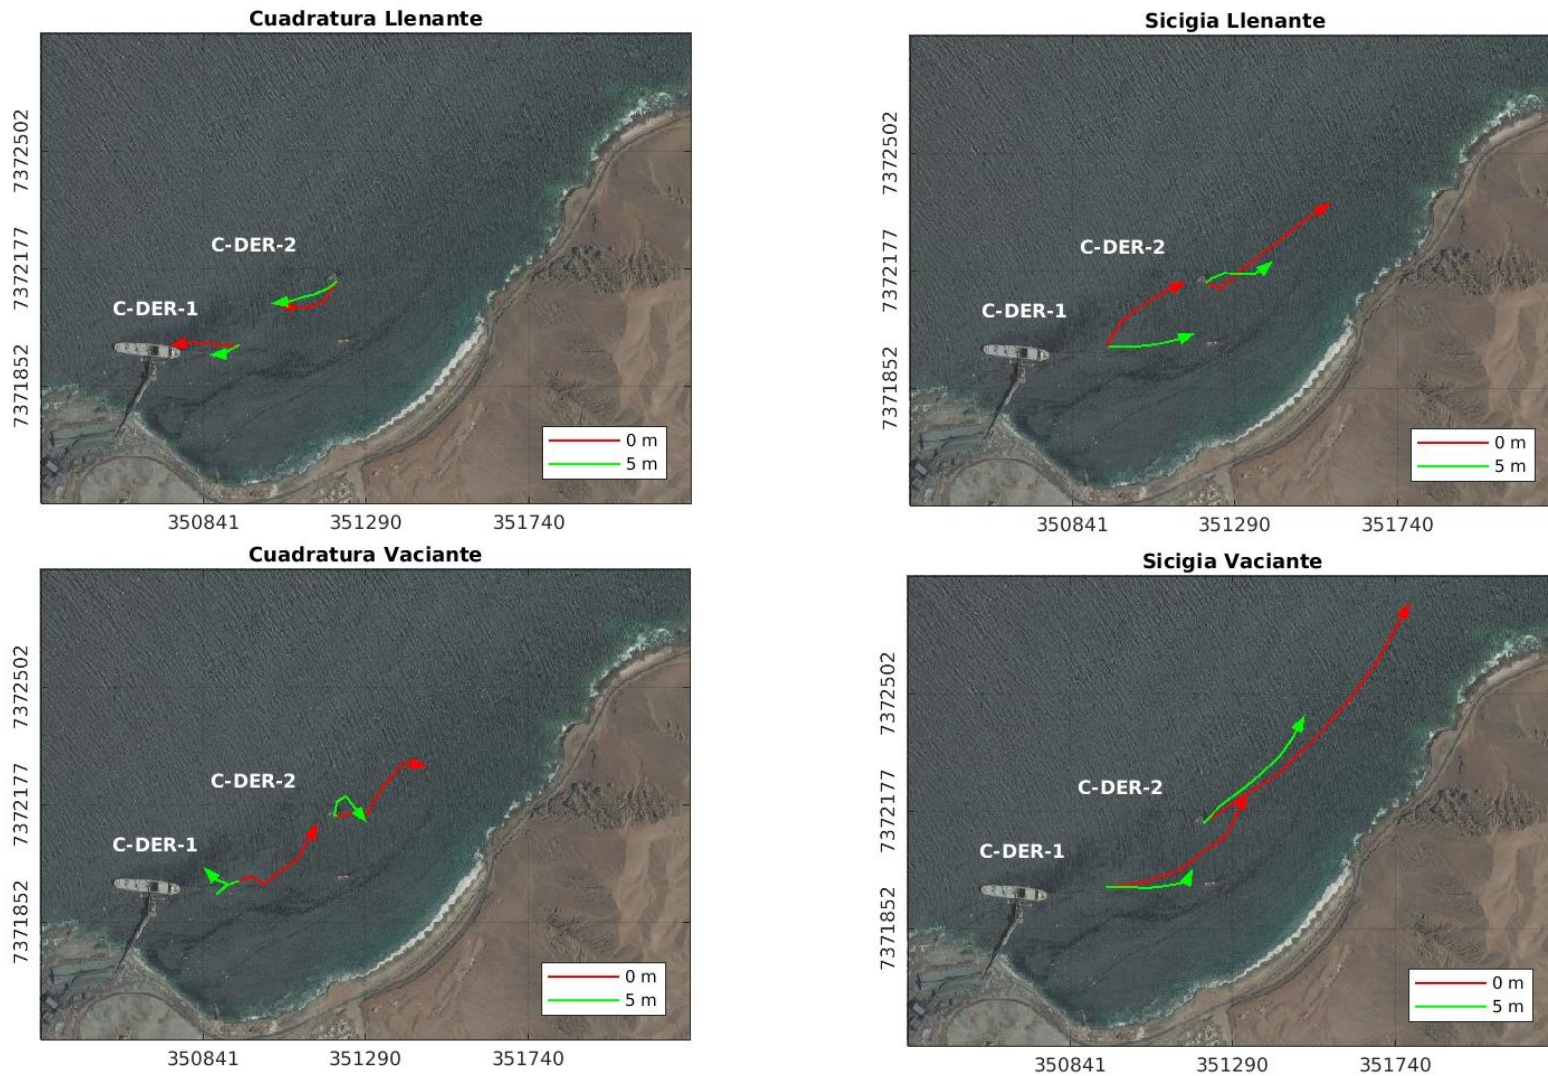 Cuadratura Llenante
7372502
7372177
7371852
C-DER-2
C-DER-1
0 m
5 m
350841
351290
351740
Sicigia Llenante
7372502
7372177
7371852
C-DER-2
C-DER-1
0 m
5 m
350841
351290
351740
Cuadratura Vaciante
7372502
7372177
7371852
C-DER-2
C-DER-1
0 m
5 m
350841
351290
351740
Sicigia Vaciante
7372502
7372177
7371852
C-DER-2
C-DER-1
0 m
5 m
350841
351290
351740